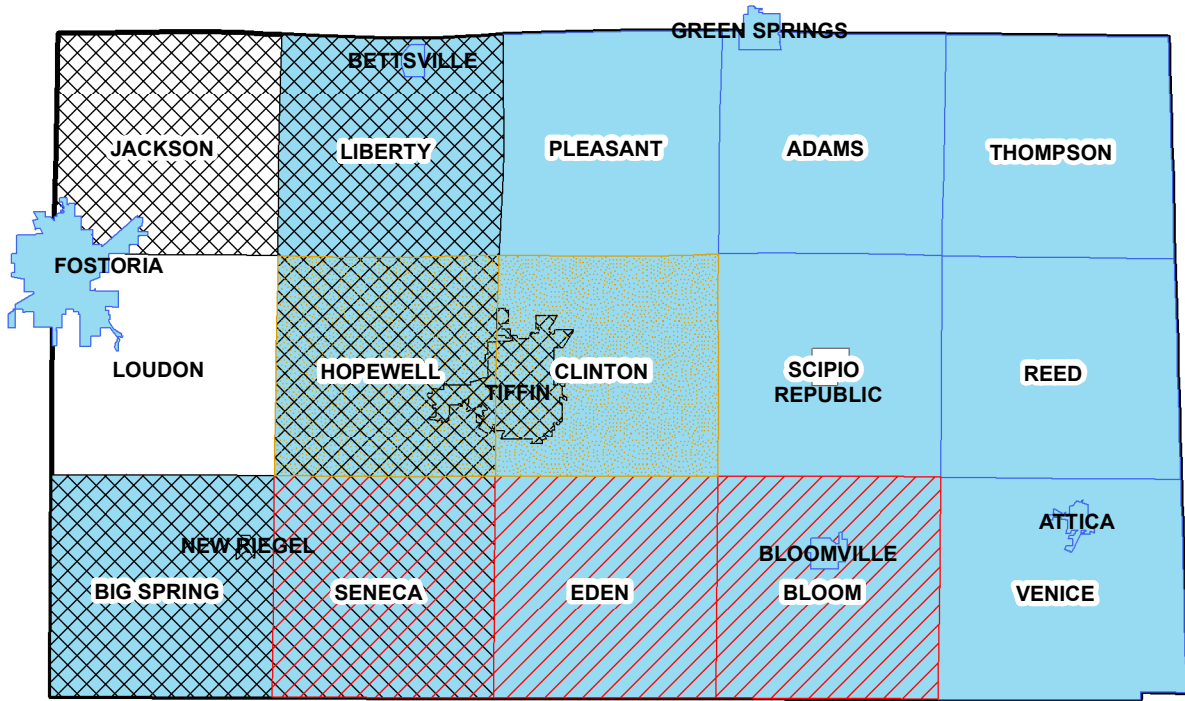 GREEN SPRINGS
BETTSVILLE
JACKSON
LIBERTY
PLEASANT
ADAMS
THOMPSON
FOSTORIA
LOUDON
HOPEWELL
CLINTON
SCIPIO
REED
TIFFIN
REPUBLIC
ATTICA
NEW RIEGEL
BLOOMVILLE
BIG SPRING
SENECA
EDEN
BLOOM
VENICE